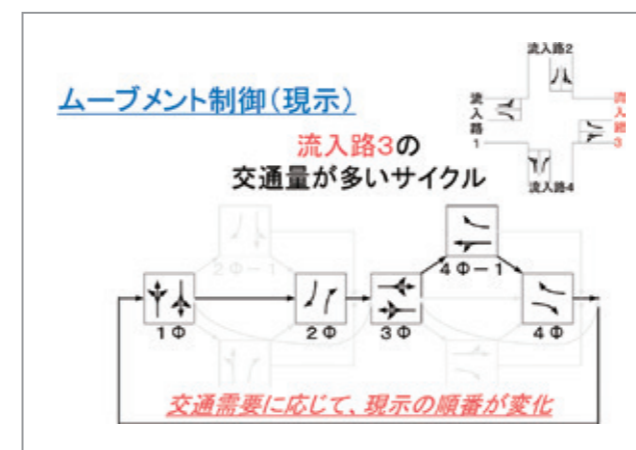 ムーブメント制御(現示)
流入路2
流入路1
流入路3
流入路4
流入路3の
交通量が多いサイクル
2Φ-1
4Φ-1
1Φ
2Φ
3Φ
4Φ
交通需要に応じて、現示の順番が変化